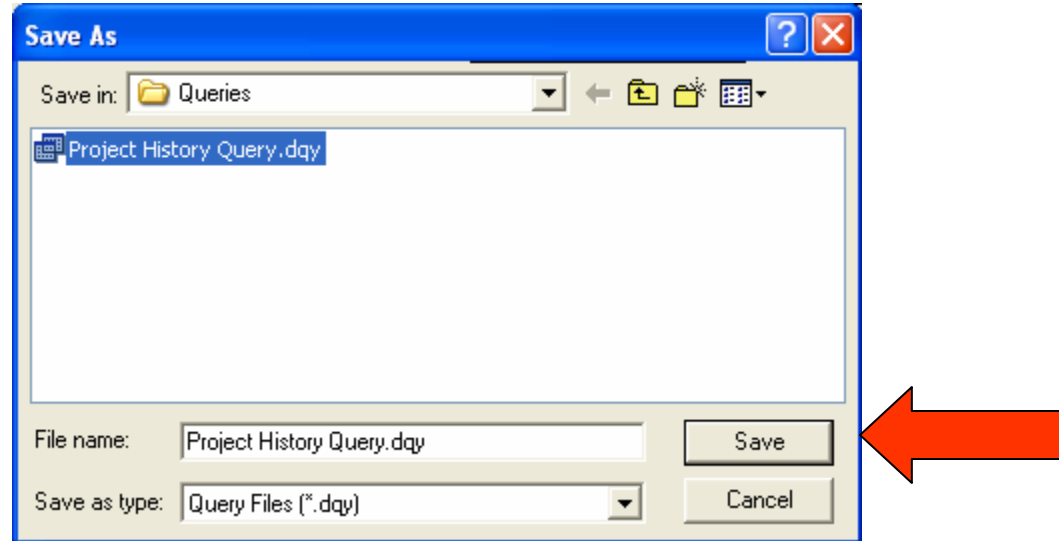 Save As
Save in: Queries
Project History Query.dqy
File name: Project History Query.dqy Save
Save as type: Query Files (*.dqy) Cancel